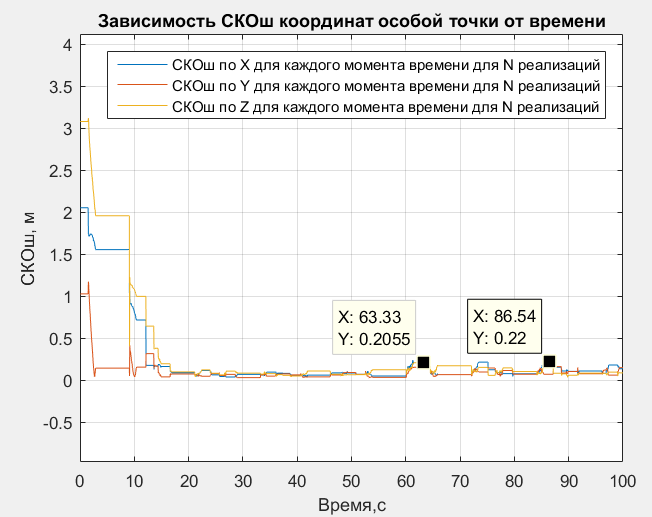 Зависимость СКОш координат особой точки от времени
СКОш по X для каждого момента времени для N реализаций
СКОш по Y для каждого момента времени для N реализаций
СКОш по Z для каждого момента времени для N реализаций
4
3.5
3
2.5
2
1.5
1
0.5
0
-0.5
СКОш, м
X: 63.33
Y: 0.2055
X: 86.54
Y: 0.22
0 10 20 30 40 50 60 70 80 90 100
Время,с